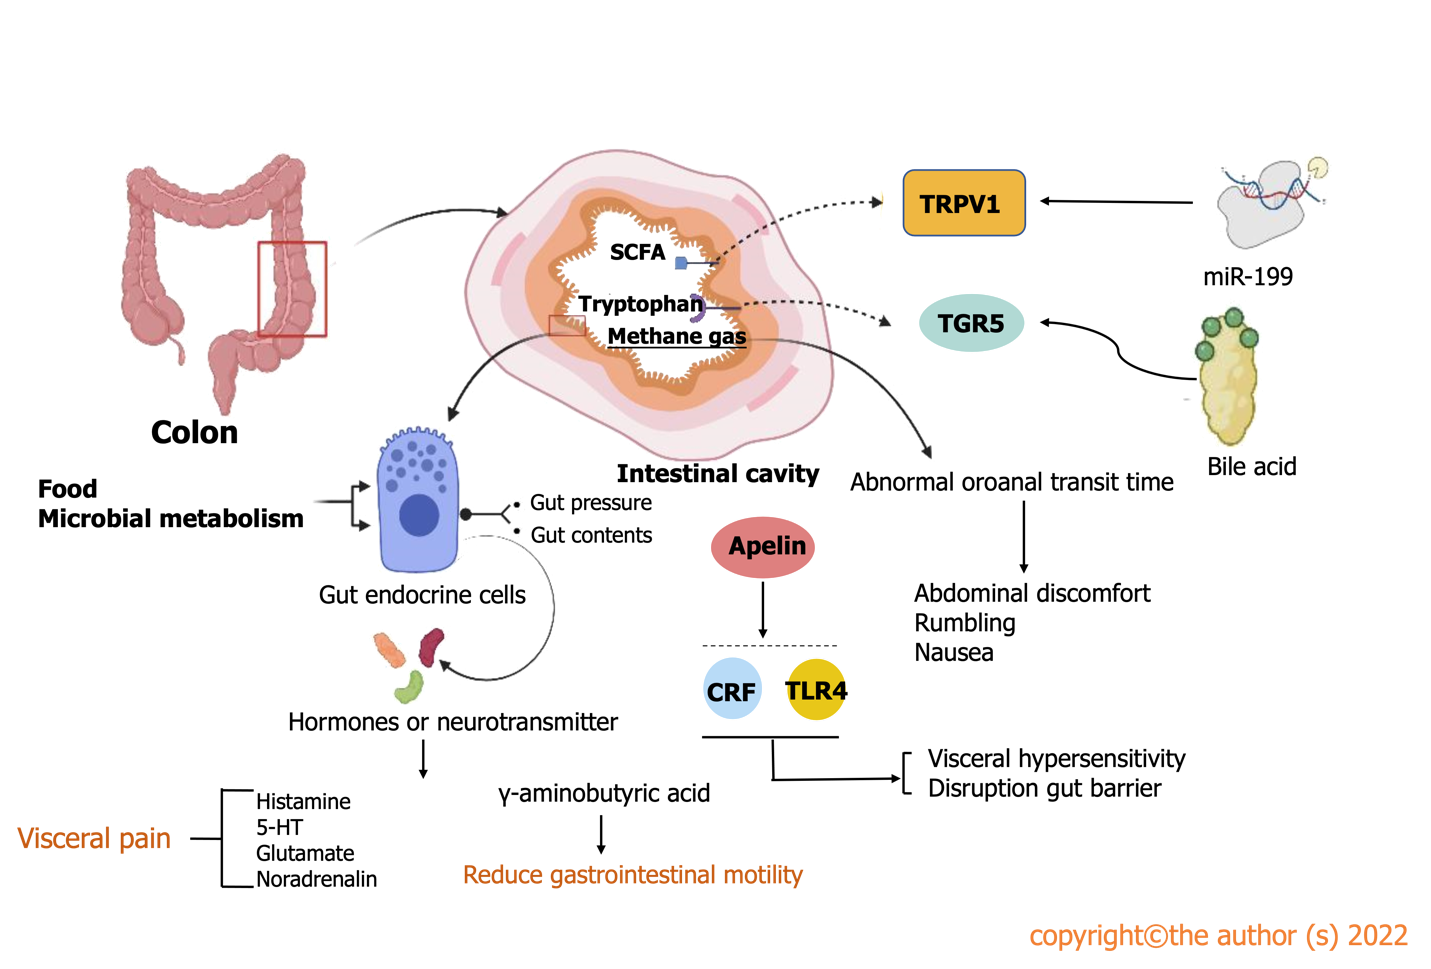 SCFA
Tryptophan
Methane gas
TRPV1
miR-199
TGR5
Bile acid
Colon
Intestinal cavity
Abnormal oroanal transit time
Food
Microbial metabolism
Gut pressure
Gut contents
Gut endocrine cells
Apelin
Abdominal discomfort
Rumbling
Nausea
CRF
TLR4
Hormones or neurotransmitter
Visceral hypersensitivity
Disruption gut barrier
Visceral pain
Histamine
5-HT
Glutamate
Noradrenalin
γ-aminobutyric acid
Reduce gastrointestinal motility
copyright©the author (s) 2022